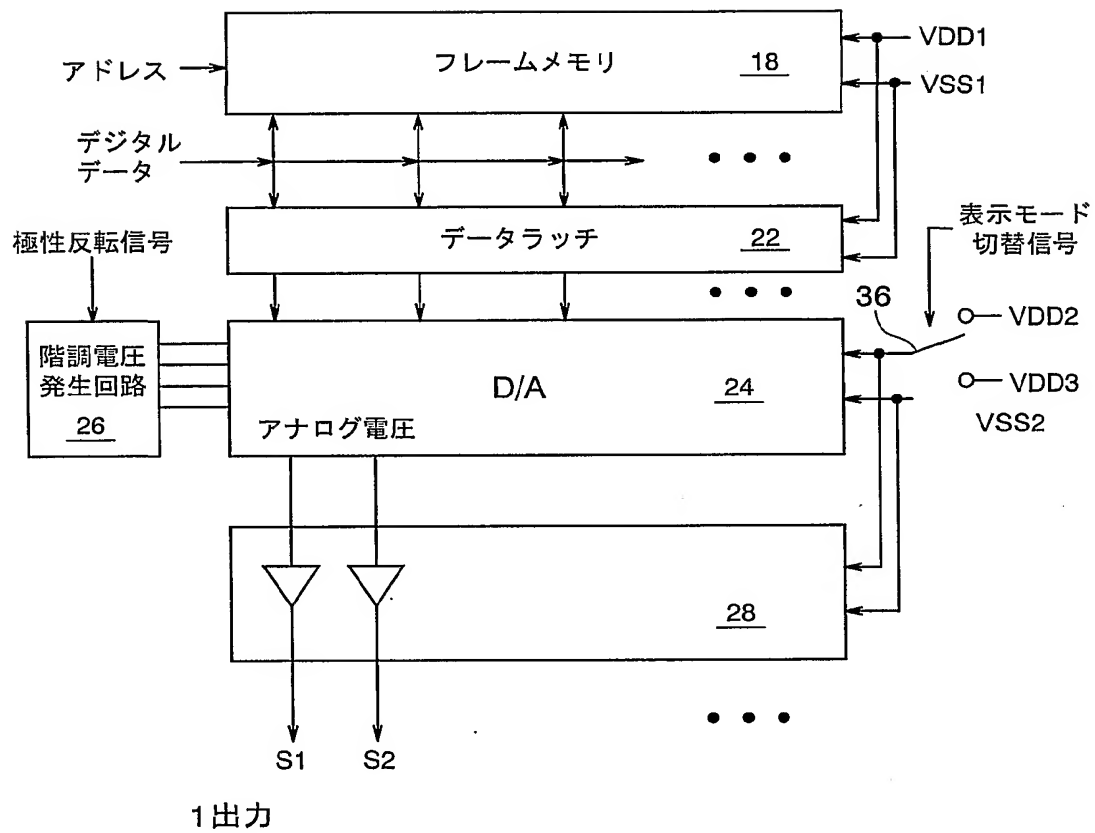 VDD1
アドレス
フレームメモリ
18
VSS1
デジタル
データ
表示モード
切替信号
極性反転信号
データラッチ
22
36
VDD2
階調電圧
発生回路
26
D/A
24
VDD3
VSS2
アナログ電圧
28
S1
S2
1出力